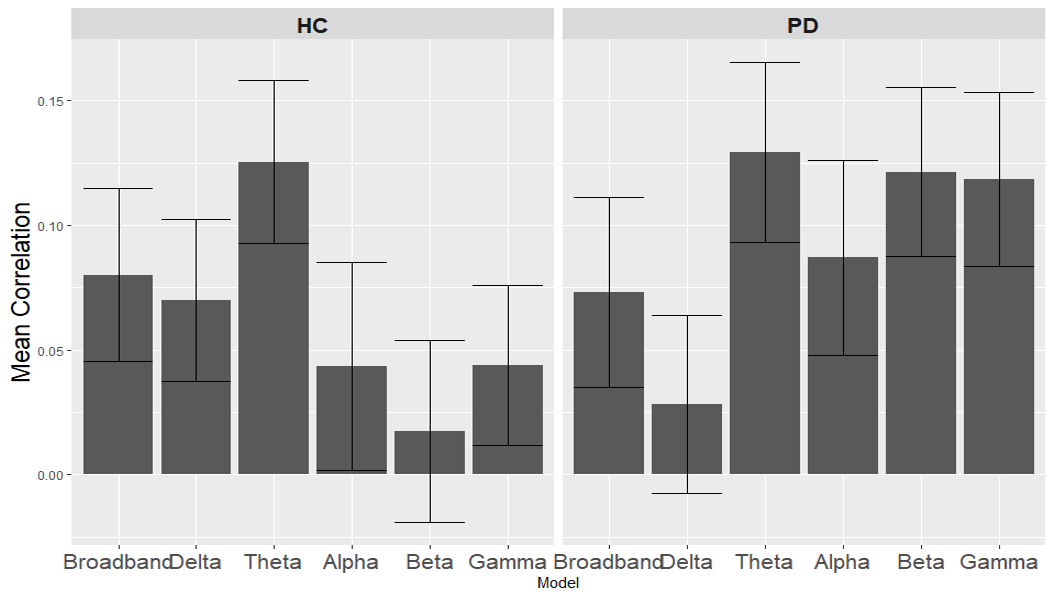 HC
PD
Mean Correlation
0.15
0.10
0.05
0.00
Broadband Delta Theta Alpha Beta Gamma Broadband Delta Theta Alpha Beta Gamma
Model